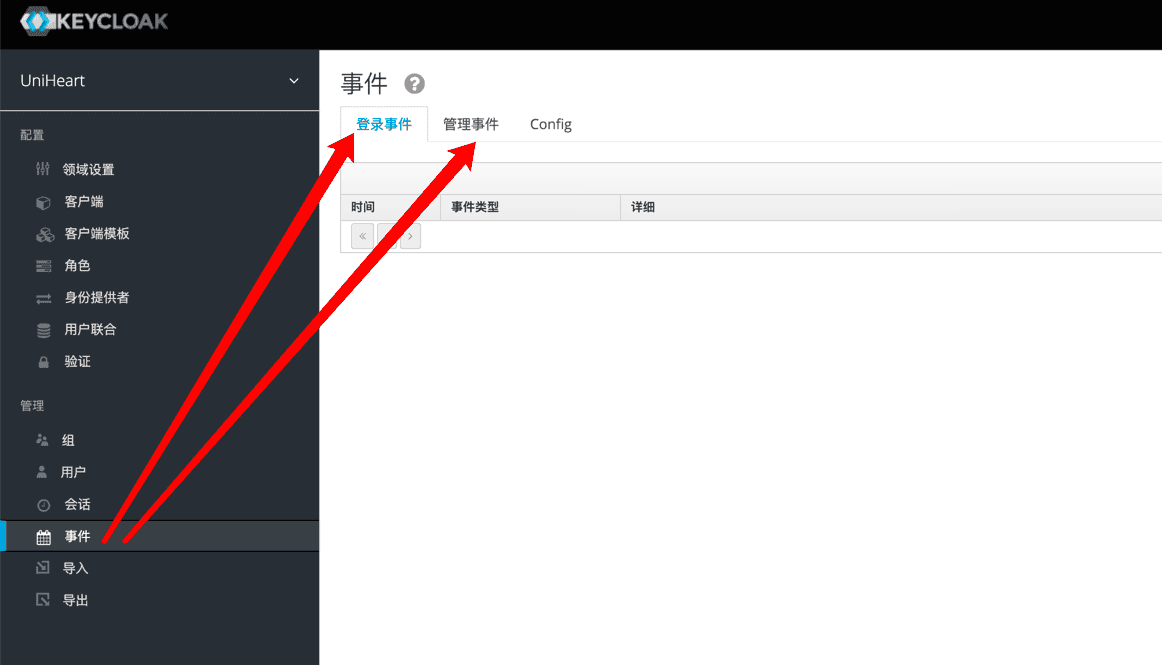 KEYCLOAK
UniHeart
配置
领域设置
客户端
客户端模板
角色
身份提供者
用户联合
验证
管理
组
用户
会话
事件
导入
导出
事件
登录事件 管理事件 Config
时间 事件类型 详细